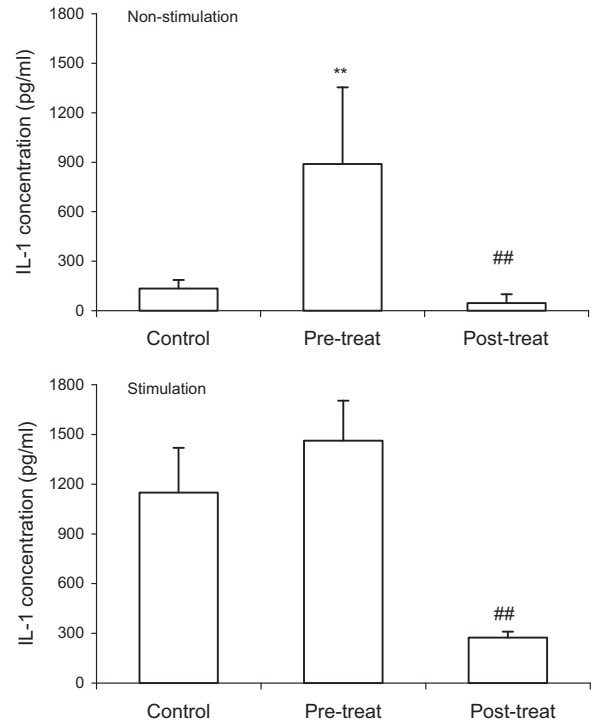 Non-stimulation
IL-1 concentration (pg/ml)
1800
1500
1200
900
600
300
0
**
##
Control Pre-treat Post-treat
Stimulation
IL-1 concentration (pg/ml)
1800
1500
1200
900
600
300
0
##
Control Pre-treat Post-treat